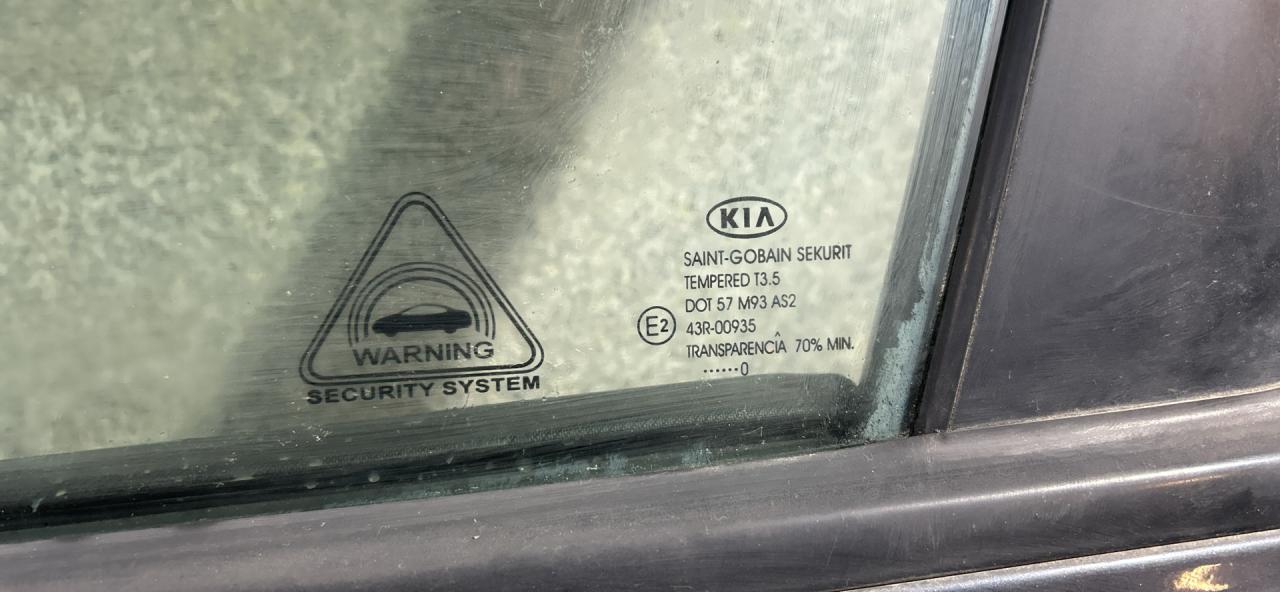 WARNING
SECURITY SYSTEM
KIA
SAINT-GOBAIN SEKURIT
TEMPERED T3.5
DOT 57 M93 AS2
E2
43R-00935
TRANSPARENCÎA 70% MIN.
······0